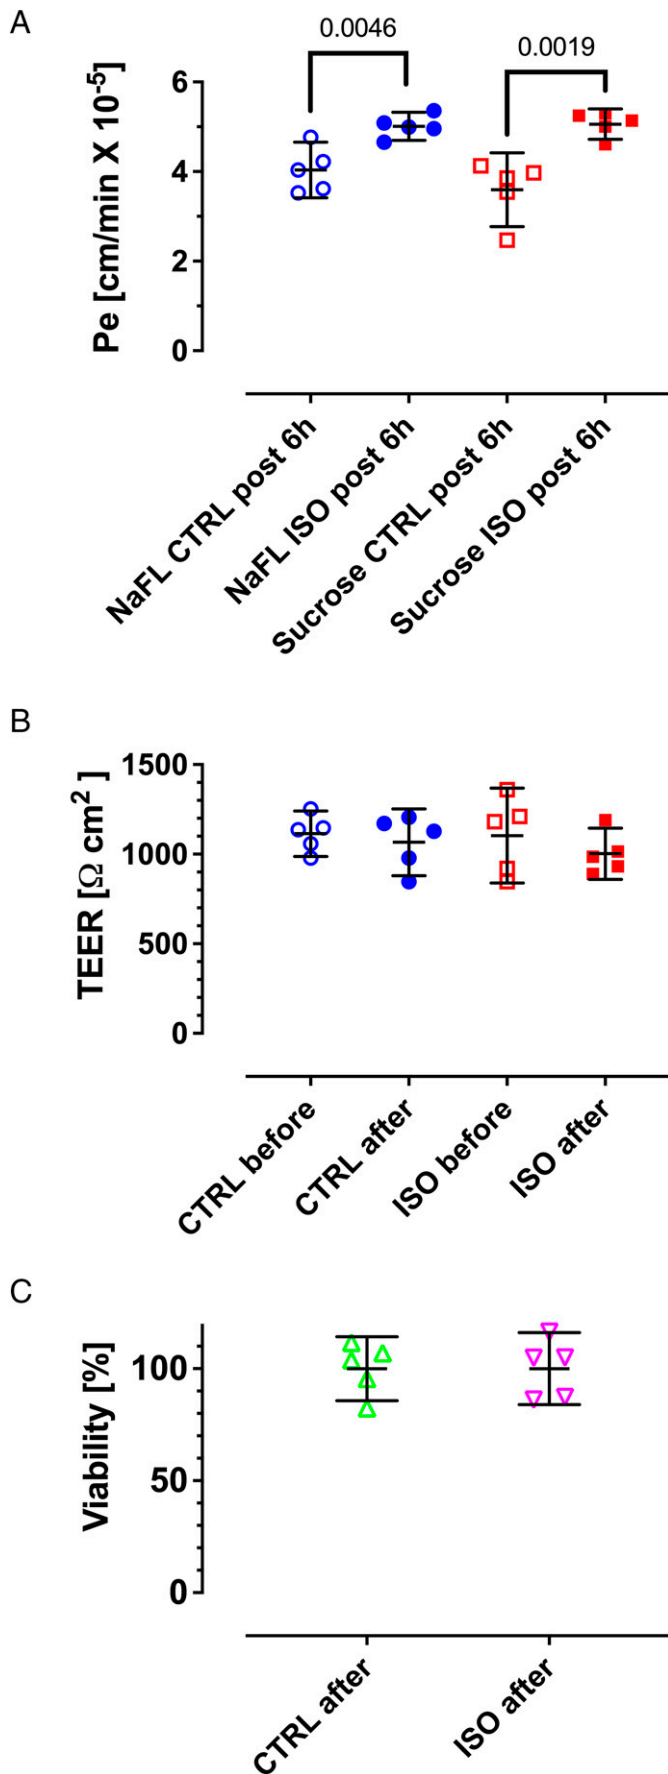 A
0.0046
0.0019
Pe [cm/min X 10⁻⁵]
6
4
2
0
NaFL CTRL post 6h
NaFL ISO post 6h
Sucrose CTRL post 6h
Sucrose ISO post 6h
B
TEER [Ω cm²]
1500
1000
500
0
CTRL before
CTRL after
ISO before
ISO after
C
Viability [%]
100
50
0
CTRL after
ISO after